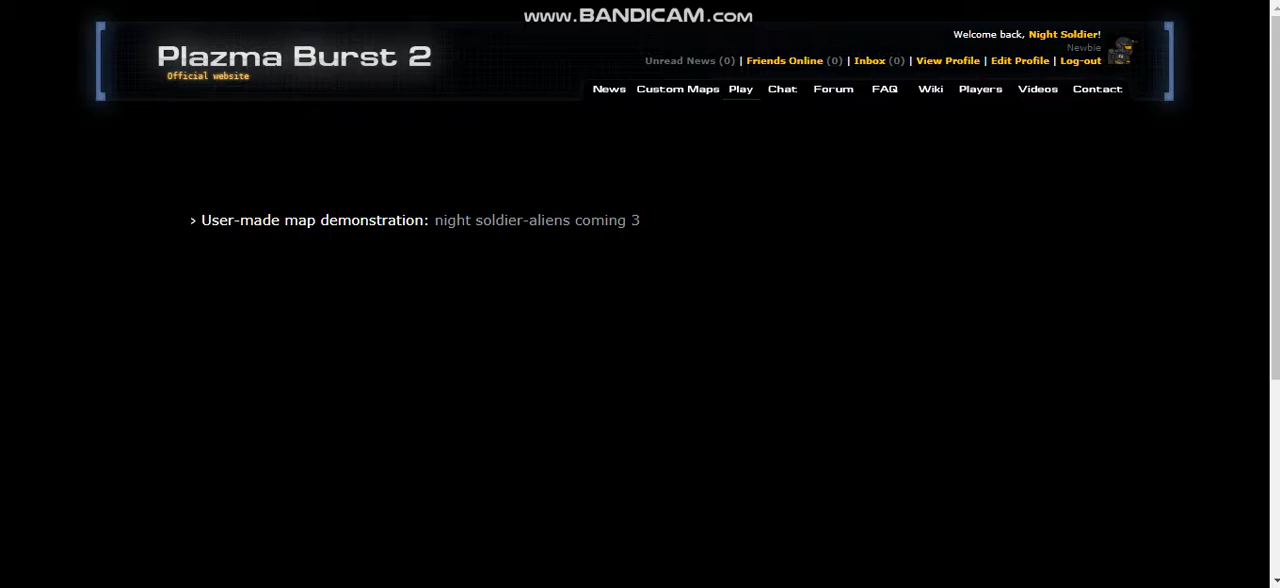 www.BANDICAM.com
Plazma Burst 2
Official website
Welcome back, Night Soldier!
Newbie
Unread News (0) | Friends Online (0) | Inbox (0) | View Profile | Edit Profile | Log-out
News Custom Maps Play Chat Forum FAQ Wiki Players Videos Contact
› User-made map demonstration: night soldier-aliens coming 3